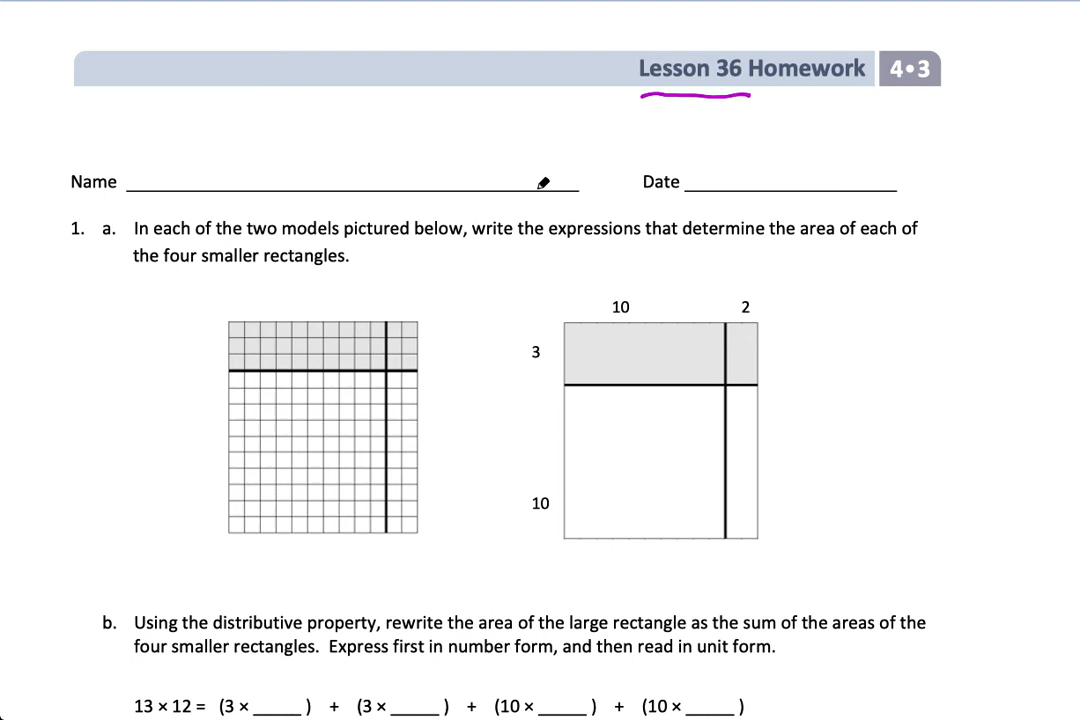 Lesson 36 Homework 4•3
Name ____ Date ____
1. a. In each of the two models pictured below, write the expressions that determine the area of each of
the four smaller rectangles.
10 2
3
10
b. Using the distributive property, rewrite the area of the large rectangle as the sum of the areas of the
four smaller rectangles. Express first in number form, and then read in unit form.
13 × 12 = (3 × _____) + (3 × _____) + (10 × _____) + (10 × _____)